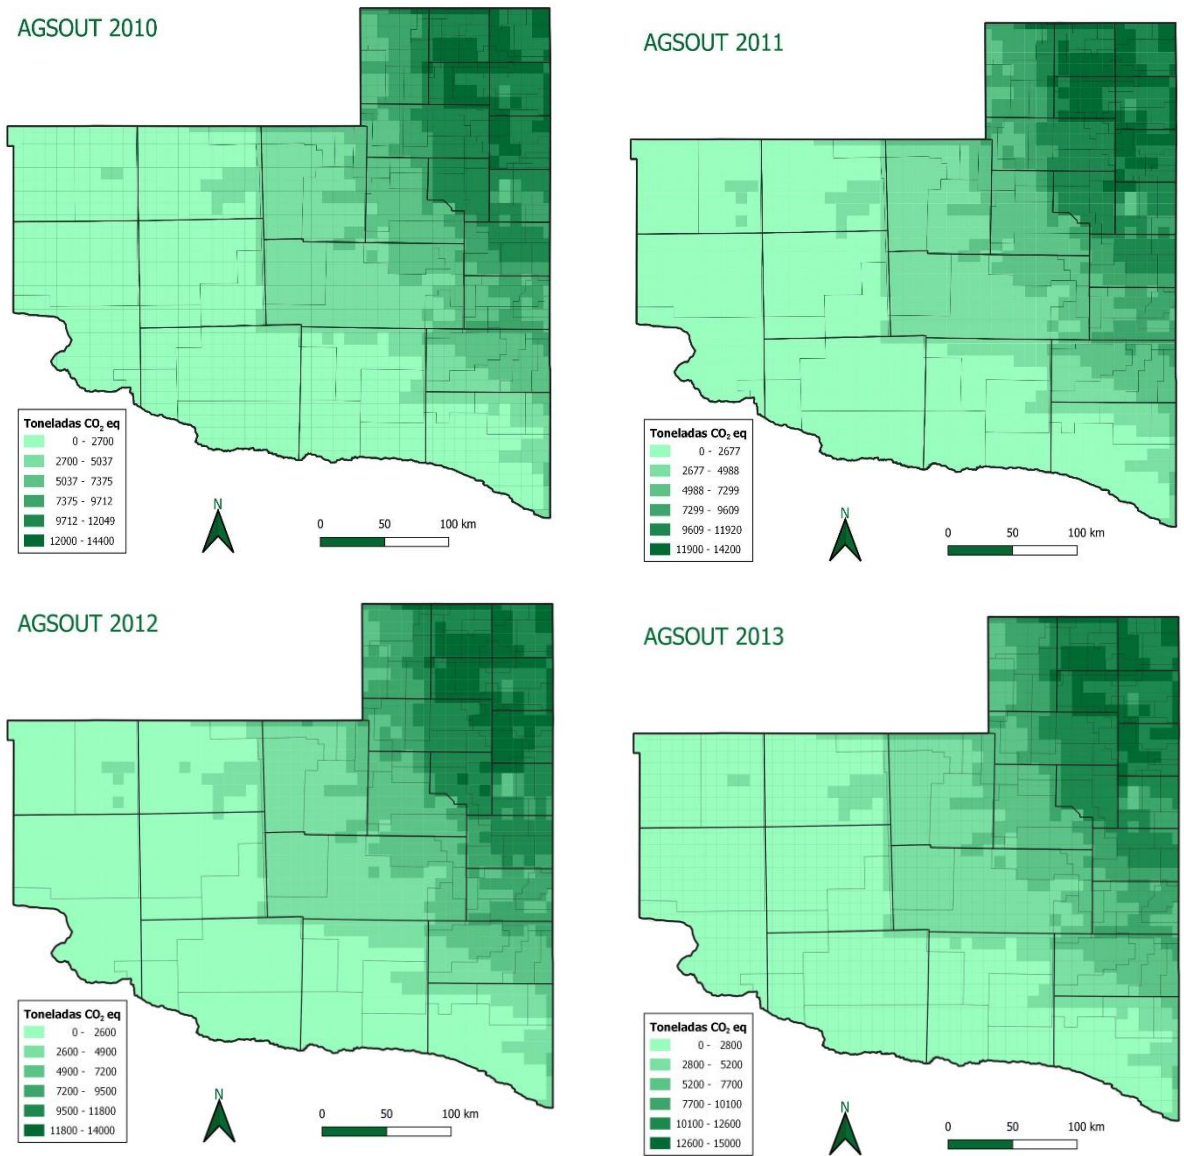 AGSOUT 2010
Toneladas CO₂ eq
0 - 2700
2700 - 5037
5037 - 7375
7375 - 9712
9712 - 12049
12000 - 14400
N
0 50 100 km
AGSOUT 2011
Toneladas CO₂ eq
0 - 2677
2677 - 4988
4988 - 7299
7299 - 9609
9609 - 11920
11900 - 14200
N
0 50 100 km
AGSOUT 2012
Toneladas CO₂ eq
0 - 2600
2600 - 4900
4900 - 7200
7200 - 9500
9500 - 11800
11800 - 14000
N
0 50 100 km
AGSOUT 2013
Toneladas CO₂ eq
0 - 2800
2800 - 5200
5200 - 7700
7700 - 10100
10100 - 12600
12600 - 15000
N
0 50 100 km